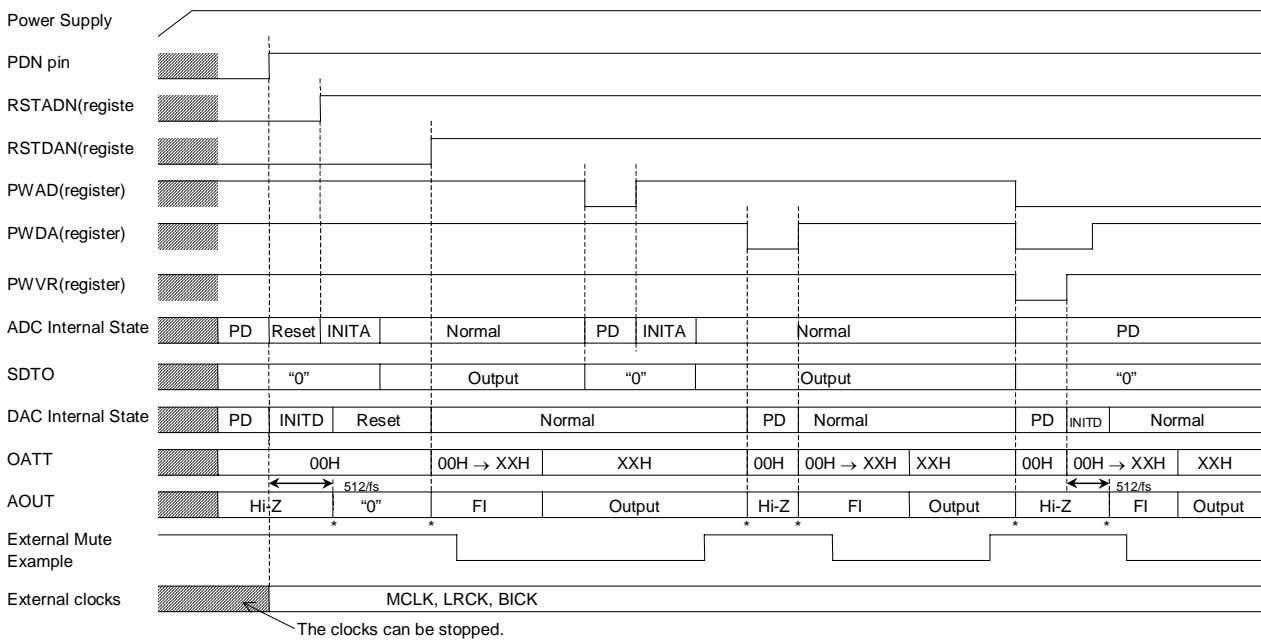 Power Supply
PDN pin
RSTADN(registe
RSTDAN(registe
PWAD(register)
PWDA(register)
PWVR(register)
ADC Internal State PD Reset INITA Normal PD INITA Normal PD
SDTO “0” Output “0” Output “0”
DAC Internal State PD INITD Reset Normal PD Normal PD INITD Normal
OATT 00H 00H → XXH XXH 00H 00H → XXH XXH 00H 00H → XXH XXH
512/fs 512/fs
AOUT Hi-Z “0” FI Output Hi-Z FI Output Hi-Z FI Output
* * * * * *
External Mute
Example
External clocks MCLK, LRCK, BICK
The clocks can be stopped.